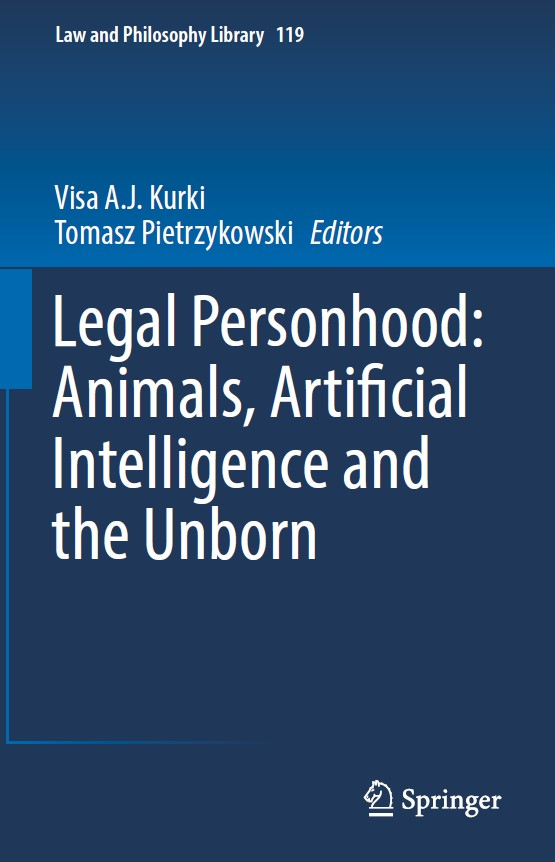 Law and Philosophy Library 119
Visa A.J. Kurki
Tomasz Pietrzykowski Editors
Legal Personhood:
Animals, Artificial
Intelligence and
the Unborn
Springer